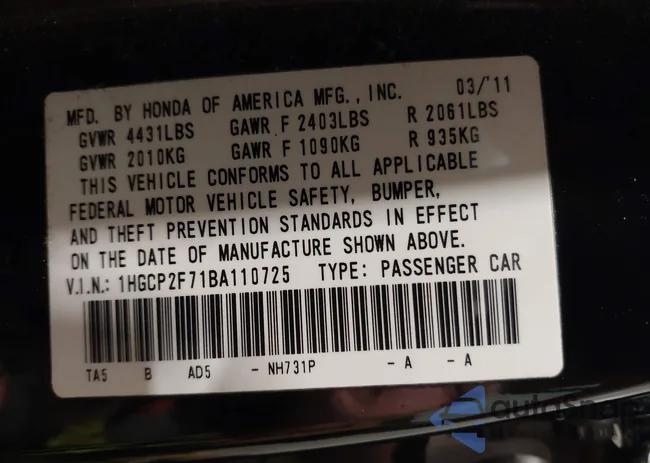 MFD. BY HONDA OF AMERICA MFG., INC. 03/'11
GVWR 4431LBS GAWR F 2403LBS R 2061LBS
GVWR 2010KG GAWR F 1090KG R 935KG
THIS VEHICLE CONFORMS TO ALL APPLICABLE
FEDERAL MOTOR VEHICLE SAFETY, BUMPER,
AND THEFT PREVENTION STANDARDS IN EFFECT
ON THE DATE OF MANUFACTURE SHOWN ABOVE.
V.I.N.: 1HGCP2F71BA110725 TYPE: PASSENGER CAR
TA5 B AD5 - NH731P - A - A